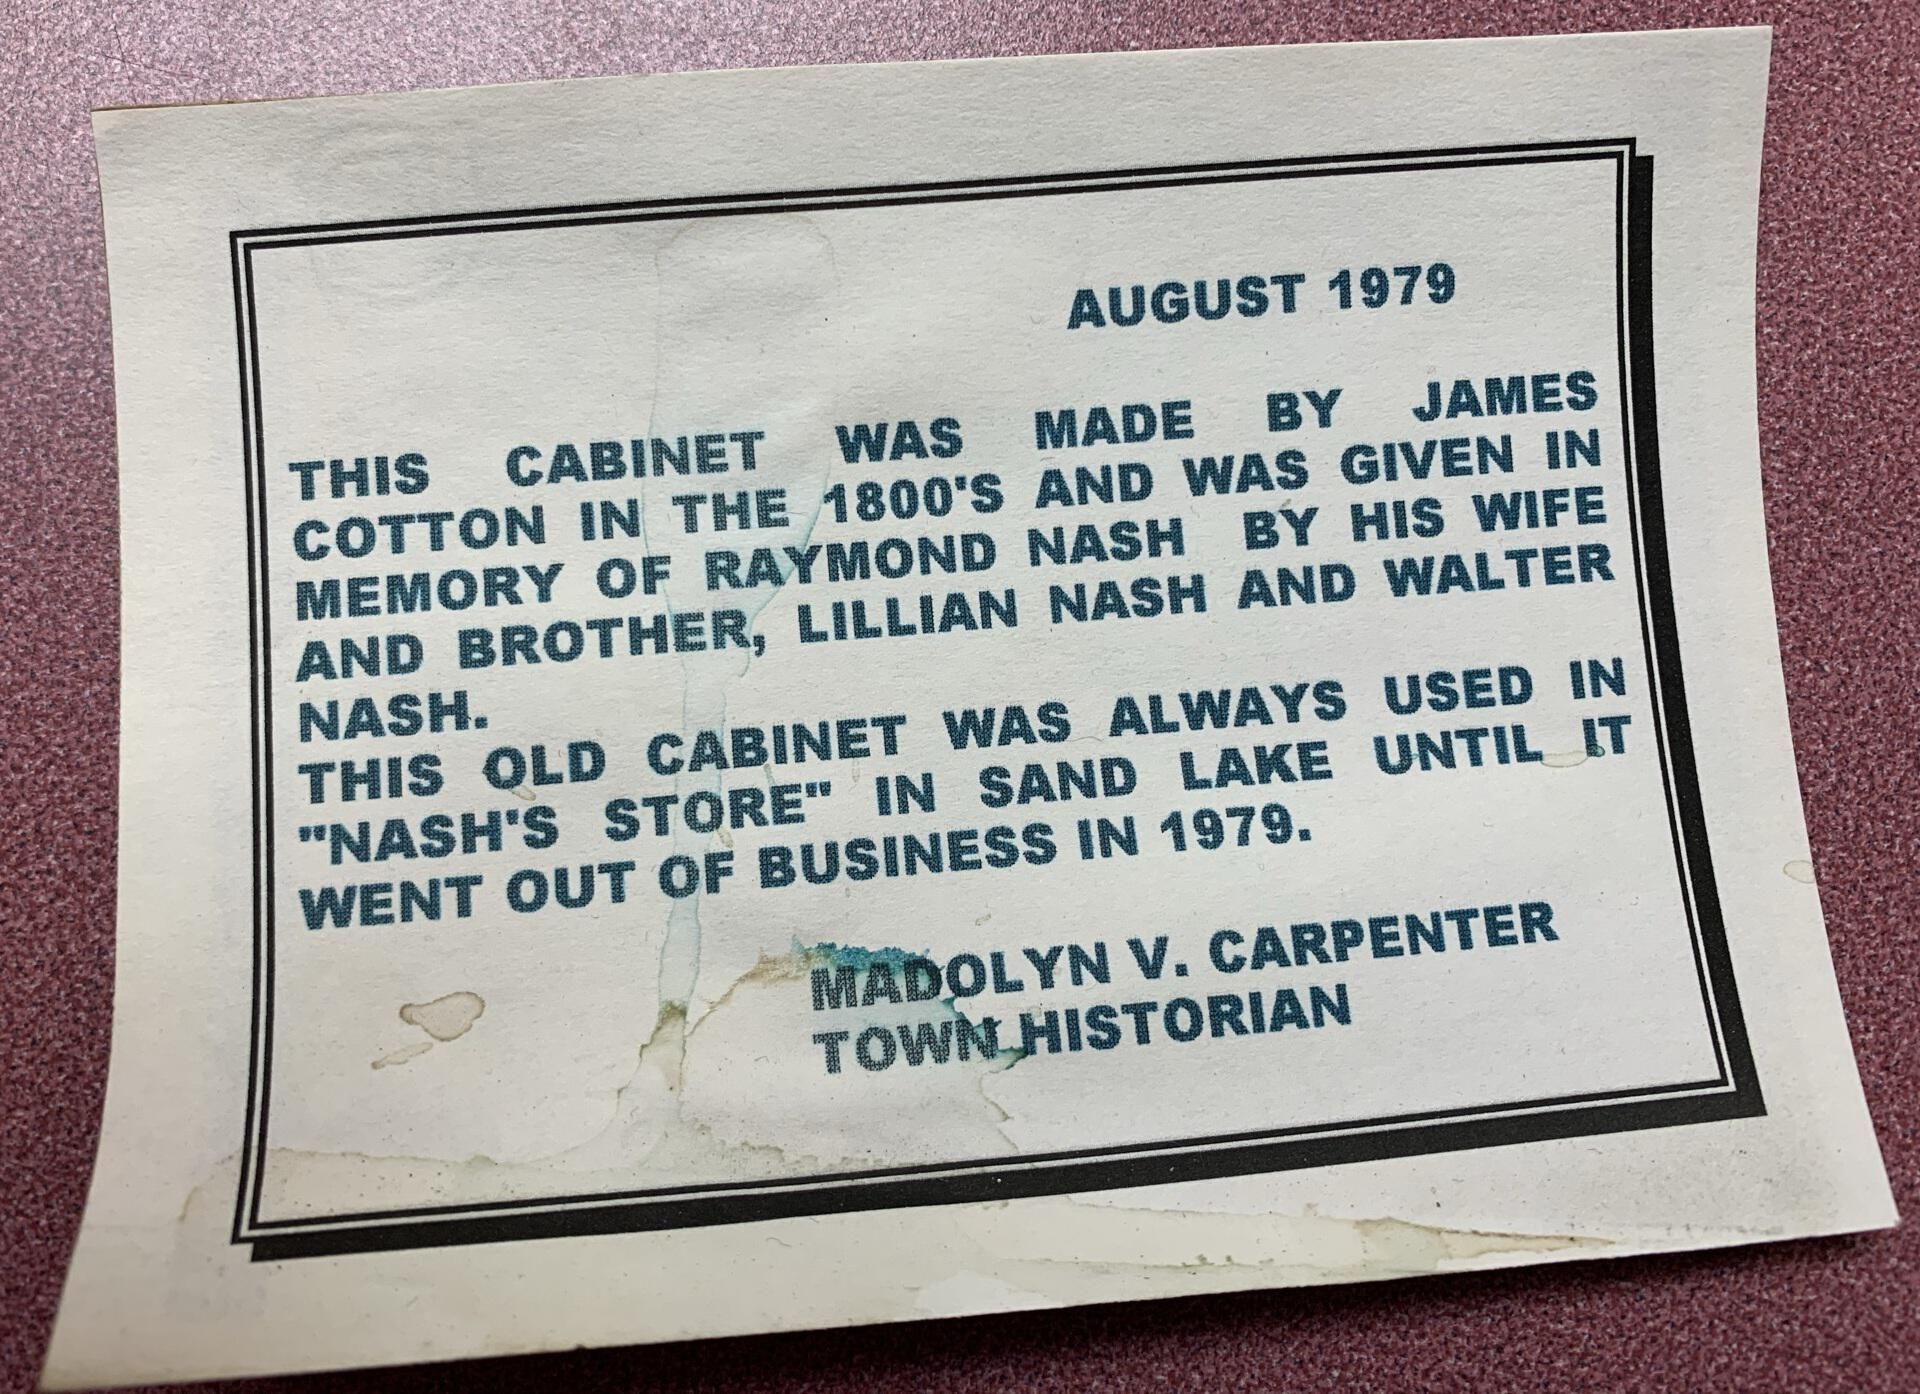 AUGUST 1979
THIS CABINET WAS MADE BY JAMES
COTTON IN THE 1800'S AND WAS GIVEN IN
MEMORY OF RAYMOND NASH BY HIS WIFE
AND BROTHER, LILLIAN NASH AND WALTER
NASH.
THIS OLD CABINET WAS ALWAYS USED IN
"NASH'S STORE" IN SAND LAKE UNTIL IT
WENT OUT OF BUSINESS IN 1979.
MADOLYN V. CARPENTER
TOWN HISTORIAN